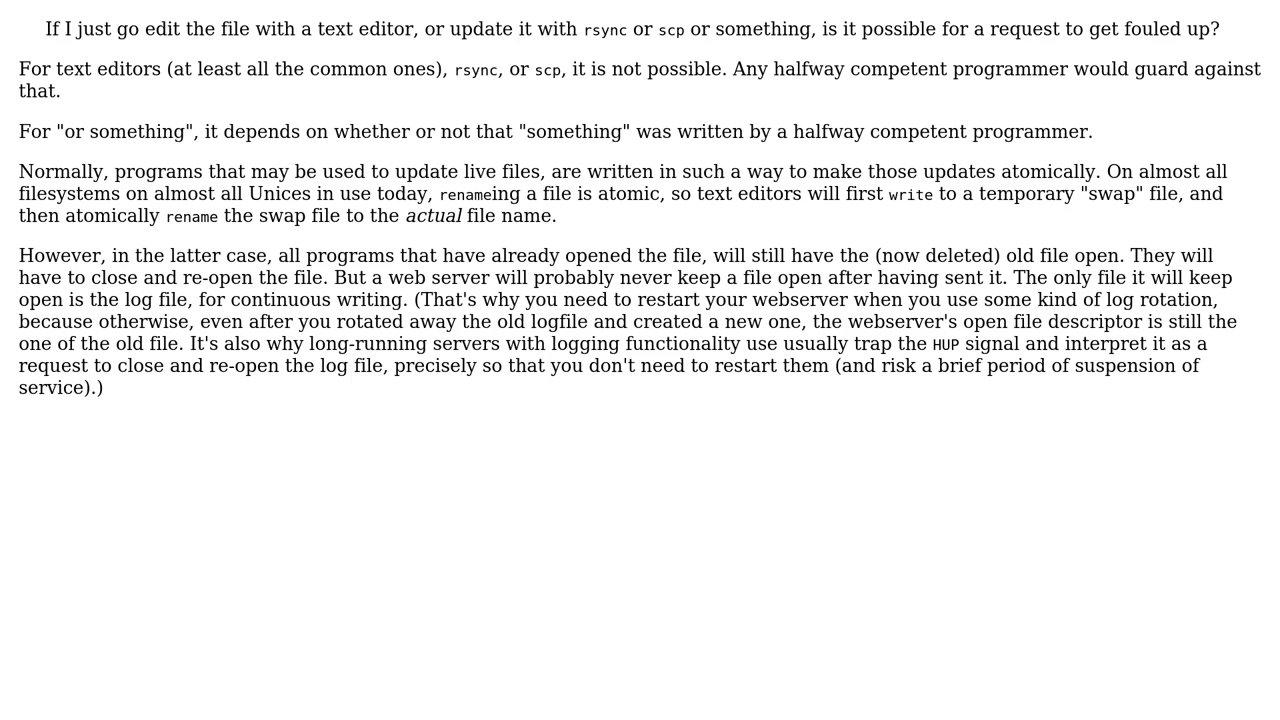 If I just go edit the file with a text editor, or update it with rsync or scp or something, is it possible for a request to get fouled up?
For text editors (at least all the common ones), rsync, or scp, it is not possible. Any halfway competent programmer would guard against
that.
For "or something", it depends on whether or not that "something" was written by a halfway competent programmer.
Normally, programs that may be used to update live files, are written in such a way to make those updates atomically. On almost all
filesystems on almost all Unices in use today, renameing a file is atomic, so text editors will first write to a temporary "swap" file, and
then atomically rename the swap file to the actual file name.
However, in the latter case, all programs that have already opened the file, will still have the (now deleted) old file open. They will
have to close and re-open the file. But a web server will probably never keep a file open after having sent it. The only file it will keep
open is the log file, for continuous writing. (That's why you need to restart your webserver when you use some kind of log rotation,
because otherwise, even after you rotated away the old logfile and created a new one, the webserver's open file descriptor is still the
one of the old file. It's also why long-running servers with logging functionality use usually trap the HUP signal and interpret it as a
request to close and re-open the log file, precisely so that you don't need to restart them (and risk a brief period of suspension of
service).)